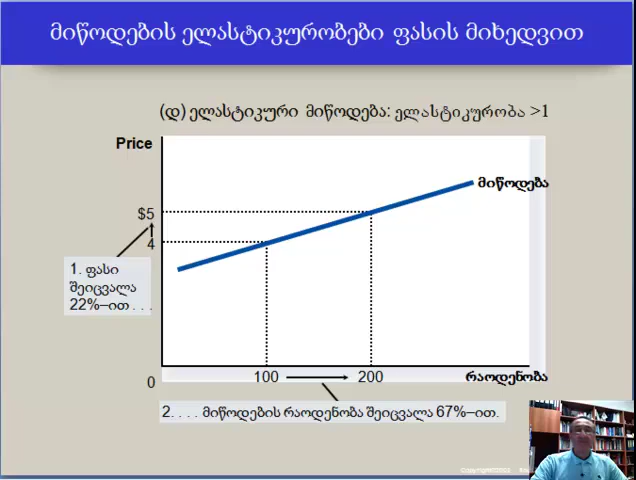 მიწოდების ელასტიკურობები ფასის მიხედვით
(დ) ელასტიკური მიწოდება: ელასტიკურობა >1
Price
მიწოდება
$5
4
1. ფასი
შეიცვალა
22%–ით . . .
0
100
200
რაოდენობა
2. . . . მიწოდების რაოდენობა შეიცვალა 67%–ით.